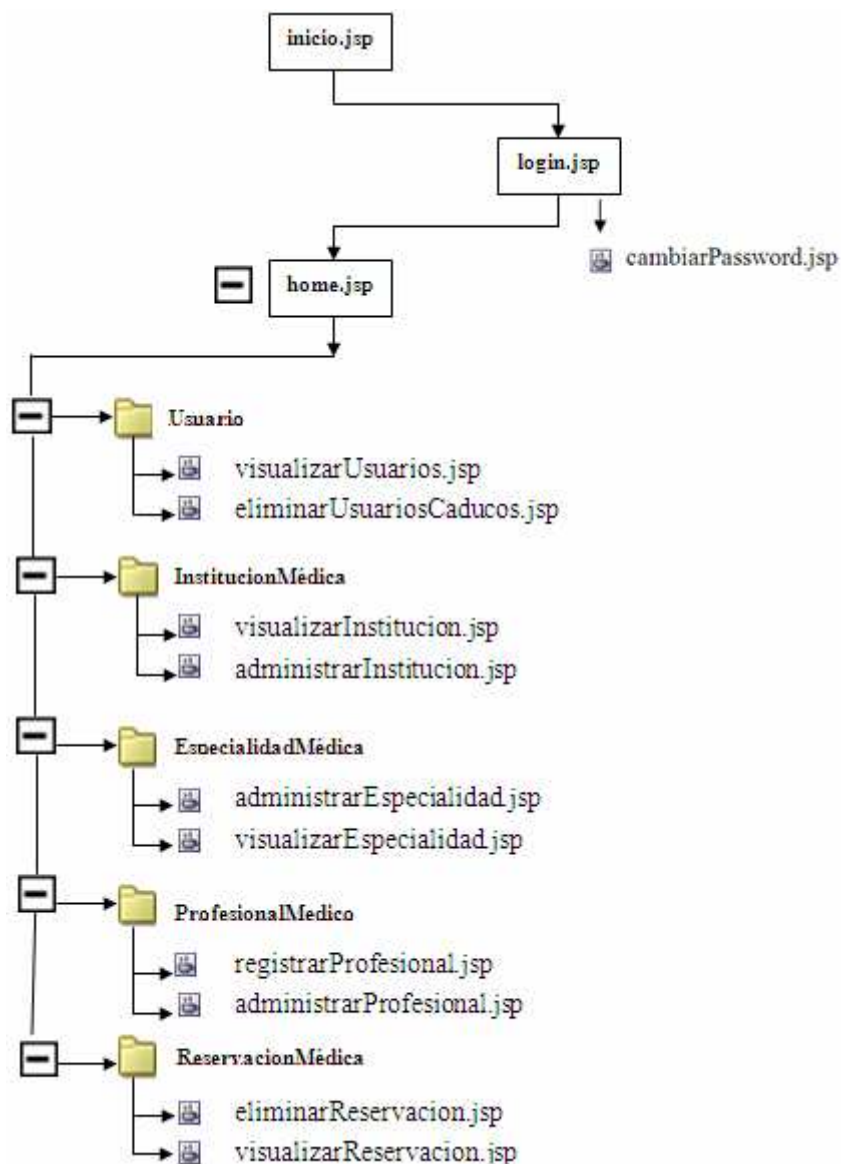 inicio.jsp
login.jsp
cambiarPassword.jsp
home.jsp
Usuario
visualizarUsuarios.jsp
eliminarUsuariosCaducos.jsp
InstitucionMédica
visualizarInstitucion.jsp
administrarInstitucion.jsp
EspecialidadMédica
administrarEspecialidad.jsp
visualizarEspecialidad.jsp
ProfesionalMedico
registrarProfesional.jsp
administrarProfesional.jsp
ReservacionMédica
eliminarReservacion.jsp
visualizarReservacion.jsp